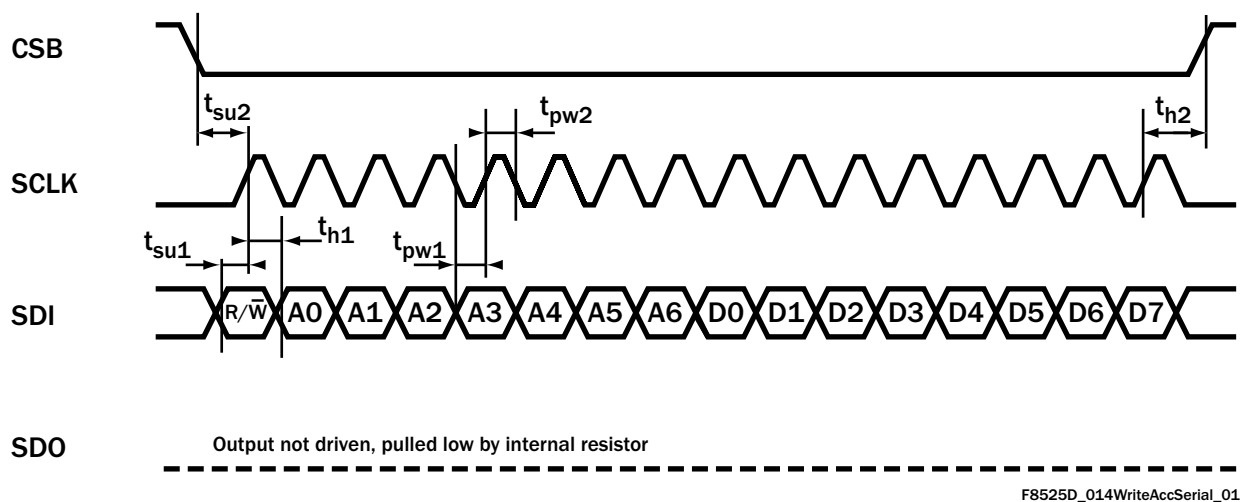 CSB
t_su2
t_pw2
t_h2
SCLK
t_su1
t_h1
t_pw1
SDI
R/W̅ A0 A1 A2 A3 A4 A5 A6 D0 D1 D2 D3 D4 D5 D6 D7
SDO
Output not driven, pulled low by internal resistor
F8525D_014WriteAccSerial_01